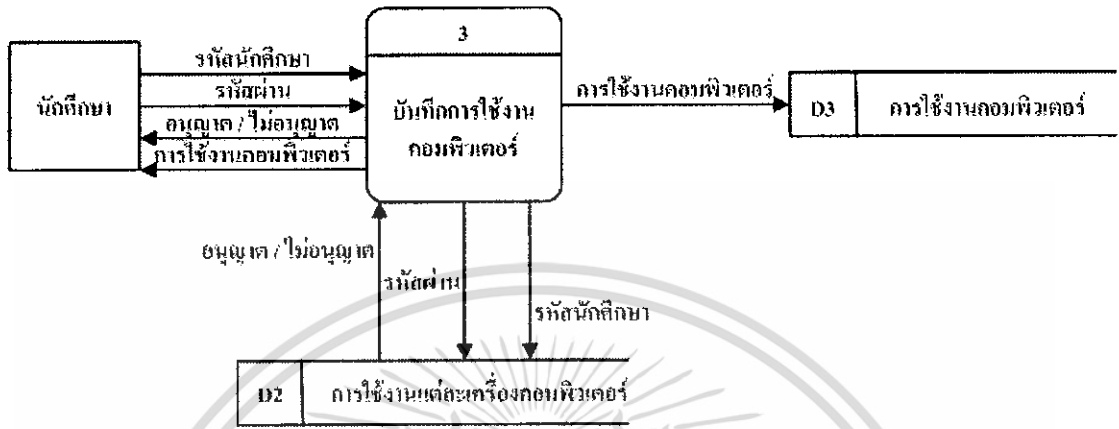 3
รหัสนักศึกษา
นักศึกษา
รหัสผ่าน
อนุญาต / ไม่อนุญาต
การใช้งานคอมพิวเตอร์
บันทึกการใช้งาน
คอมพิวเตอร์
การใช้งานคอมพิวเตอร์
D3 การใช้งานคอมพิวเตอร์
อนุญาต / ไม่อนุญาต
รหัสผ่าน
รหัสนักศึกษา
D2 การใช้งานแต่ละเครื่องคอมพิวเตอร์